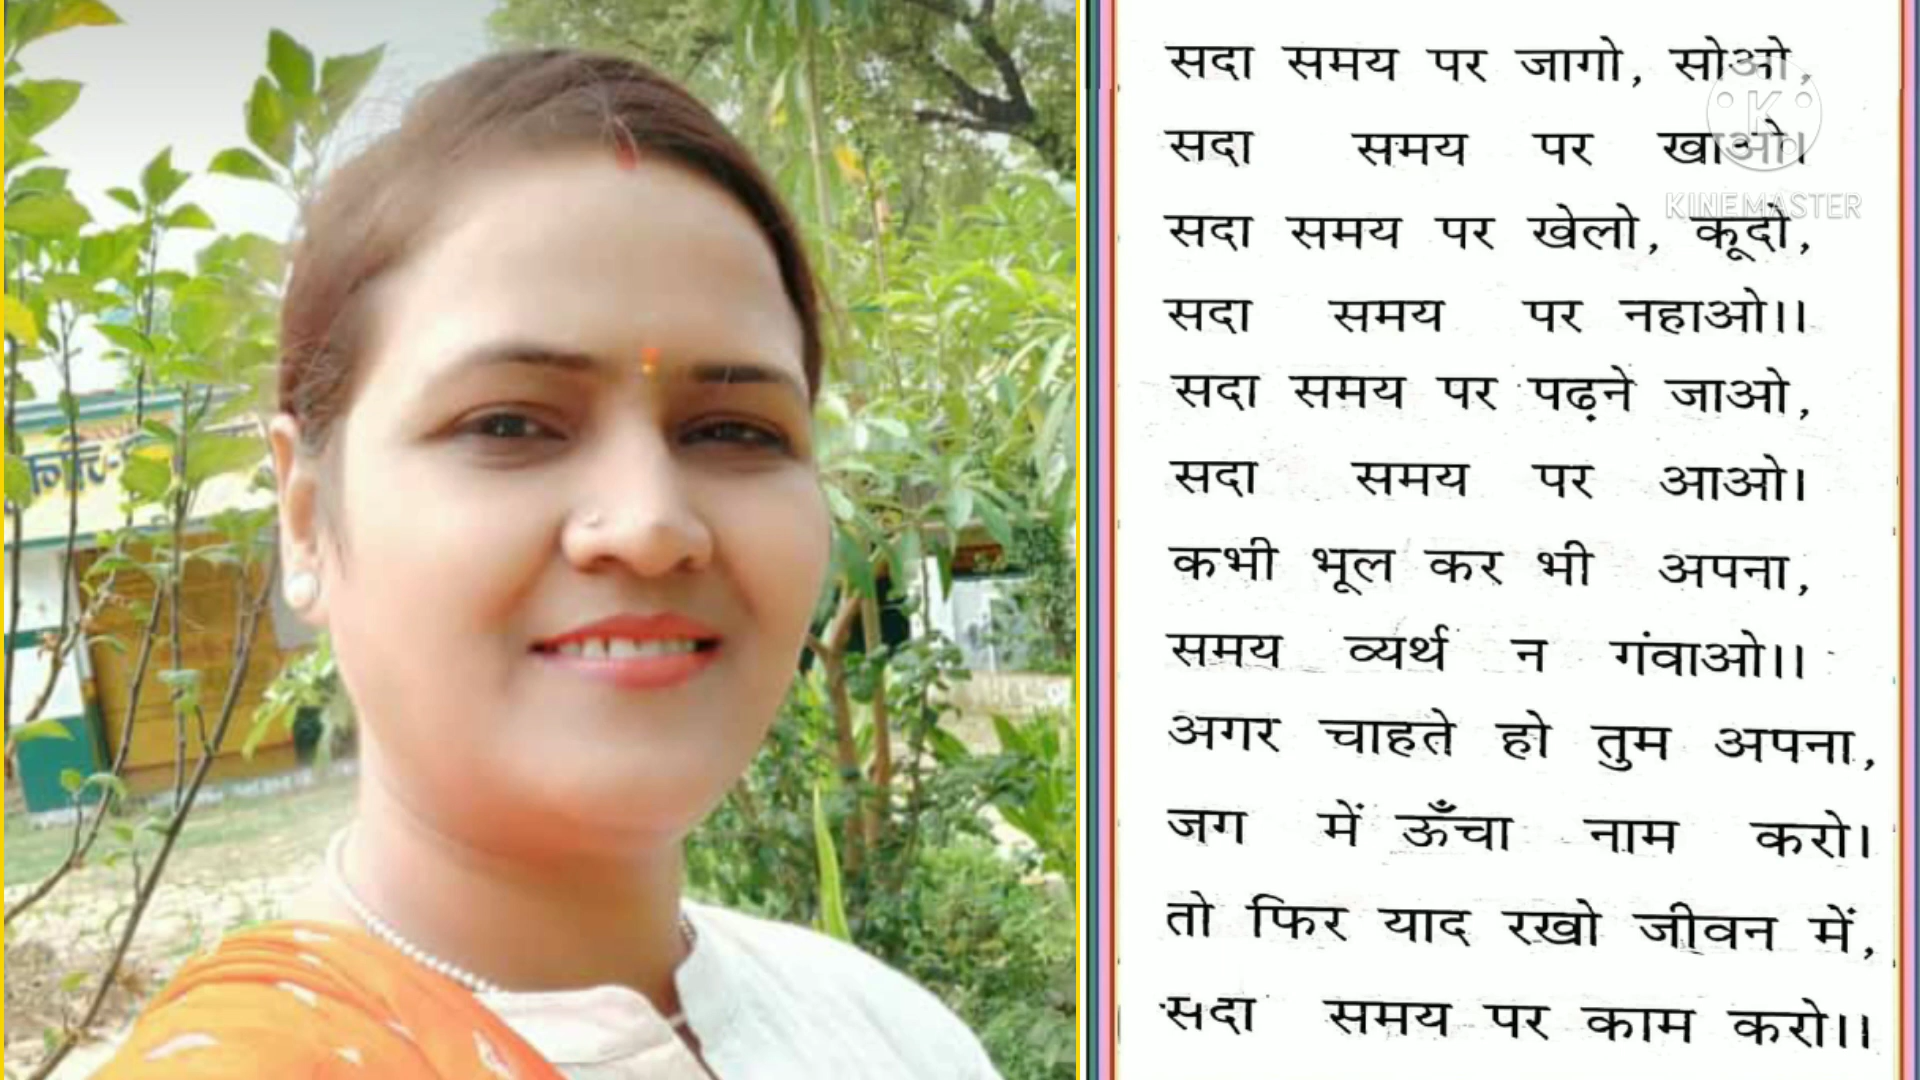 सदा समय पर जागो, सोओ,
सदा समय पर खाओ।
सदा समय पर खेलो, कूदो,
सदा समय पर नहाओ।।
सदा समय पर पढ़ने जाओ,
सदा समय पर आओ।
कभी भूल कर भी अपना,
समय व्यर्थ न गंवाओ।।
अगर चाहते हो तुम अपना,
जग में ऊँचा नाम करो।
तो फिर याद रखो जीवन में,
सदा समय पर काम करो।।
K
KINEMASTER